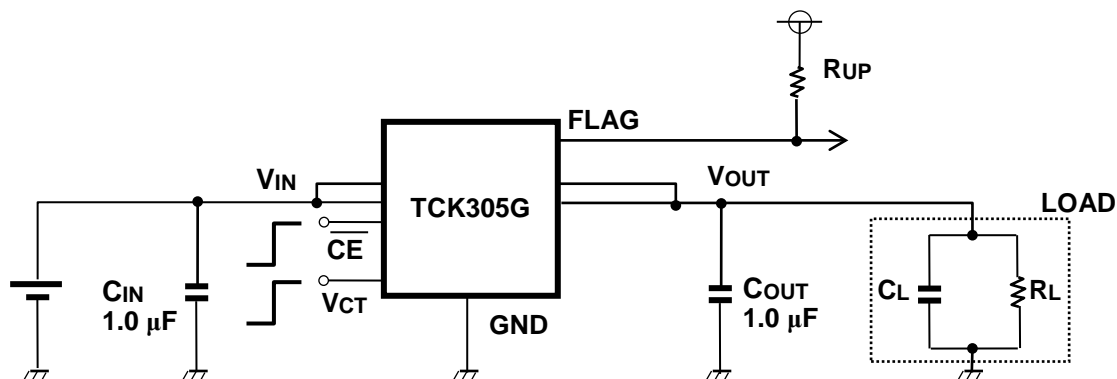 RUP
FLAG
VIN
VOUT
TCK305G
LOAD
CE
VCT
CIN
1.0 μF
GND
COUT
1.0 μF
CL
RL